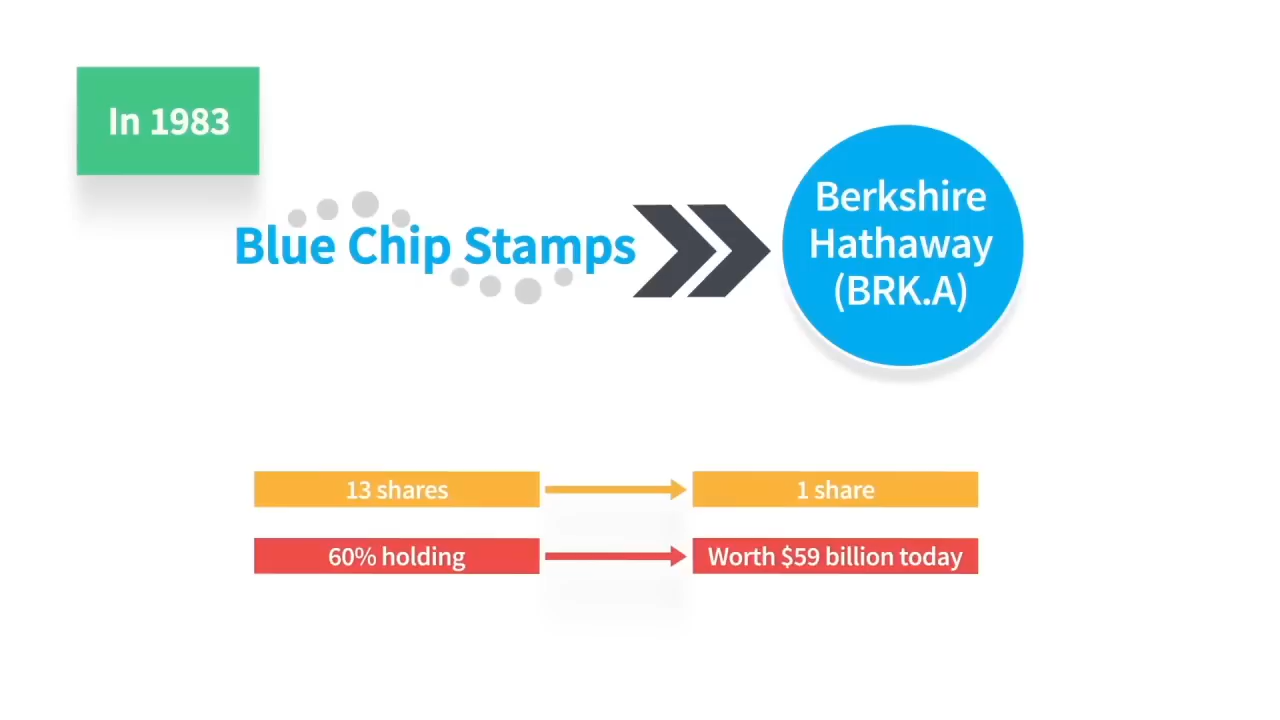 In 1983
Blue Chip Stamps
Berkshire
Hathaway
(BRK.A)
13 shares
1 share
60% holding
Worth $59 billion today